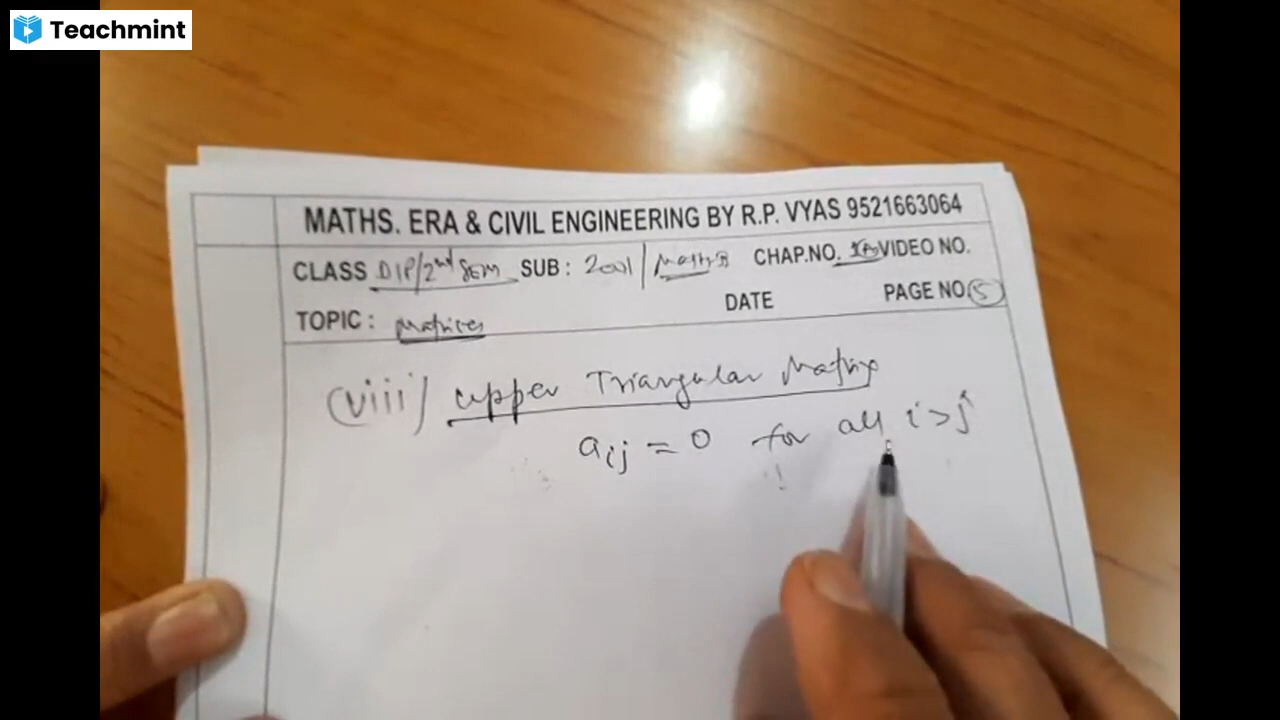 Teachmint
MATHS. ERA & CIVIL ENGINEERING BY R.P. VYAS 9521663064
CLASS DIP/2nd SEM SUB : 2001/Maths CHAP.NO. VIDEO NO.
TOPIC : Matrices DATE PAGE NO. 5
(viii) upper Triangular Matrix
aij = 0 for all i>j